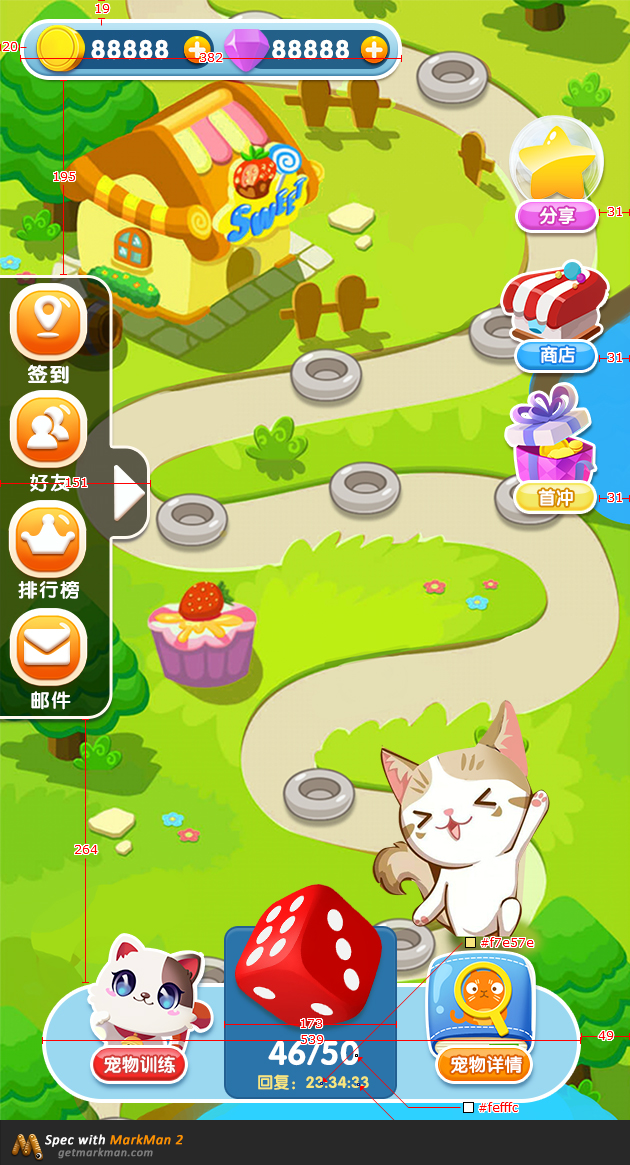 19
20
88888
88888
382
195
Sweet
分享
31
商店
31
签到
好友
151
首冲
31
排行榜
邮件
264
#f7e57e
173
539
49
46/50
宠物训练
宠物详情
回复：23:34:33
#fefffc
Spec with MarkMan 2
getmarkman.com